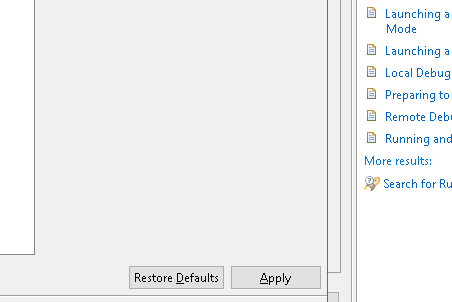 Launching a
Mode
Launching a
Local Debug
Preparing to
Remote Debu
Running and
More results:
Search for Ru
Restore Defaults
Apply